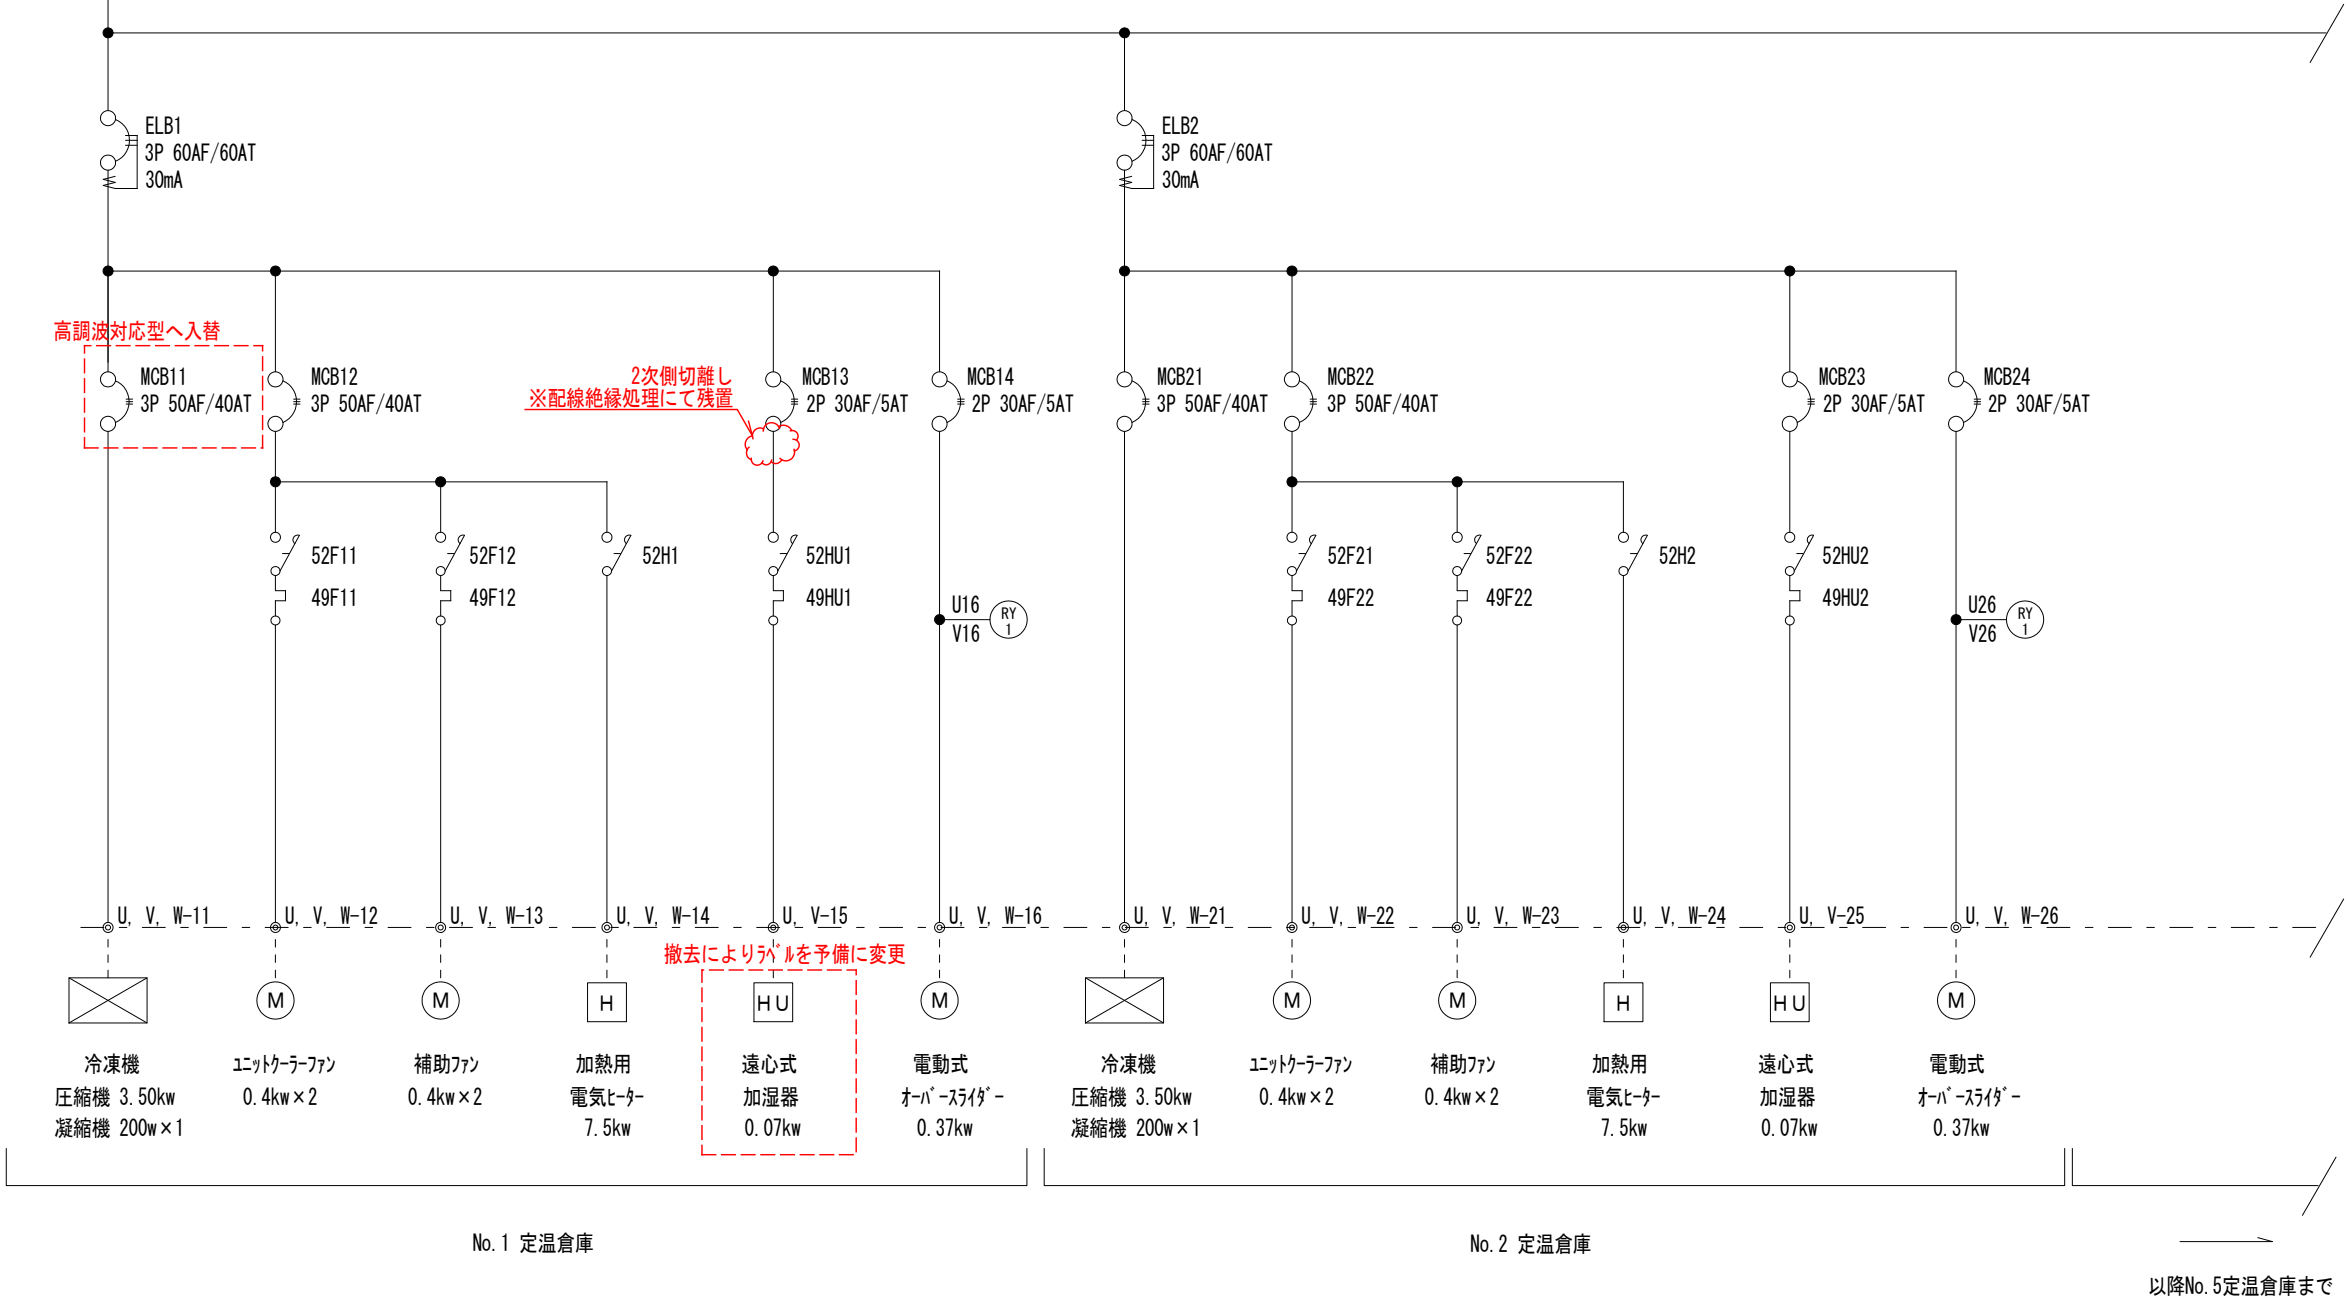 ELB1
3P 60AF/60AT
30mA
ELB2
3P 60AF/60AT
30mA
高調波対応型へ入替
MCB11
3P 50AF/40AT
MCB12
3P 50AF/40AT
2次側切離し
※配線絶縁処理にて残置
MCB13
2P 30AF/5AT
MCB14
2P 30AF/5AT
MCB21
3P 50AF/40AT
MCB22
3P 50AF/40AT
MCB23
2P 30AF/5AT
MCB24
2P 30AF/5AT
52F11
49F11
52F12
49F12
52H1
52HU1
49HU1
U16
V16
RY
1
52F21
49F22
52F22
49F22
52H2
52HU2
49HU2
U26
V26
RY
1
U, V, W-11
U, V, W-12
U, V, W-13
U, V, W-14
U, V-15
U, V, W-16
U, V, W-21
U, V, W-22
U, V, W-23
U, V, W-24
U, V-25
U, V, W-26
撤去によりﾗﾍﾞﾙを予備に変更
M
M
H
HU
M
M
M
H
HU
M
冷凍機
圧縮機 3.50kw
凝縮機 200w×1
ﾕﾆｯﾄｸｰﾗｰﾌｧﾝ
0.4kw×2
補助ﾌｧﾝ
0.4kw×2
加熱用
電気ﾋｰﾀｰ
7.5kw
遠心式
加湿器
0.07kw
電動式
ｵｰﾊﾞｰｽﾗｲﾀﾞｰ
0.37kw
冷凍機
圧縮機 3.50kw
凝縮機 200w×1
ﾕﾆｯﾄｸｰﾗｰﾌｧﾝ
0.4kw×2
補助ﾌｧﾝ
0.4kw×2
加熱用
電気ﾋｰﾀｰ
7.5kw
遠心式
加湿器
0.07kw
電動式
ｵｰﾊﾞｰｽﾗｲﾀﾞｰ
0.37kw
No.1 定温倉庫
No.2 定温倉庫
以降No.5定温倉庫まで